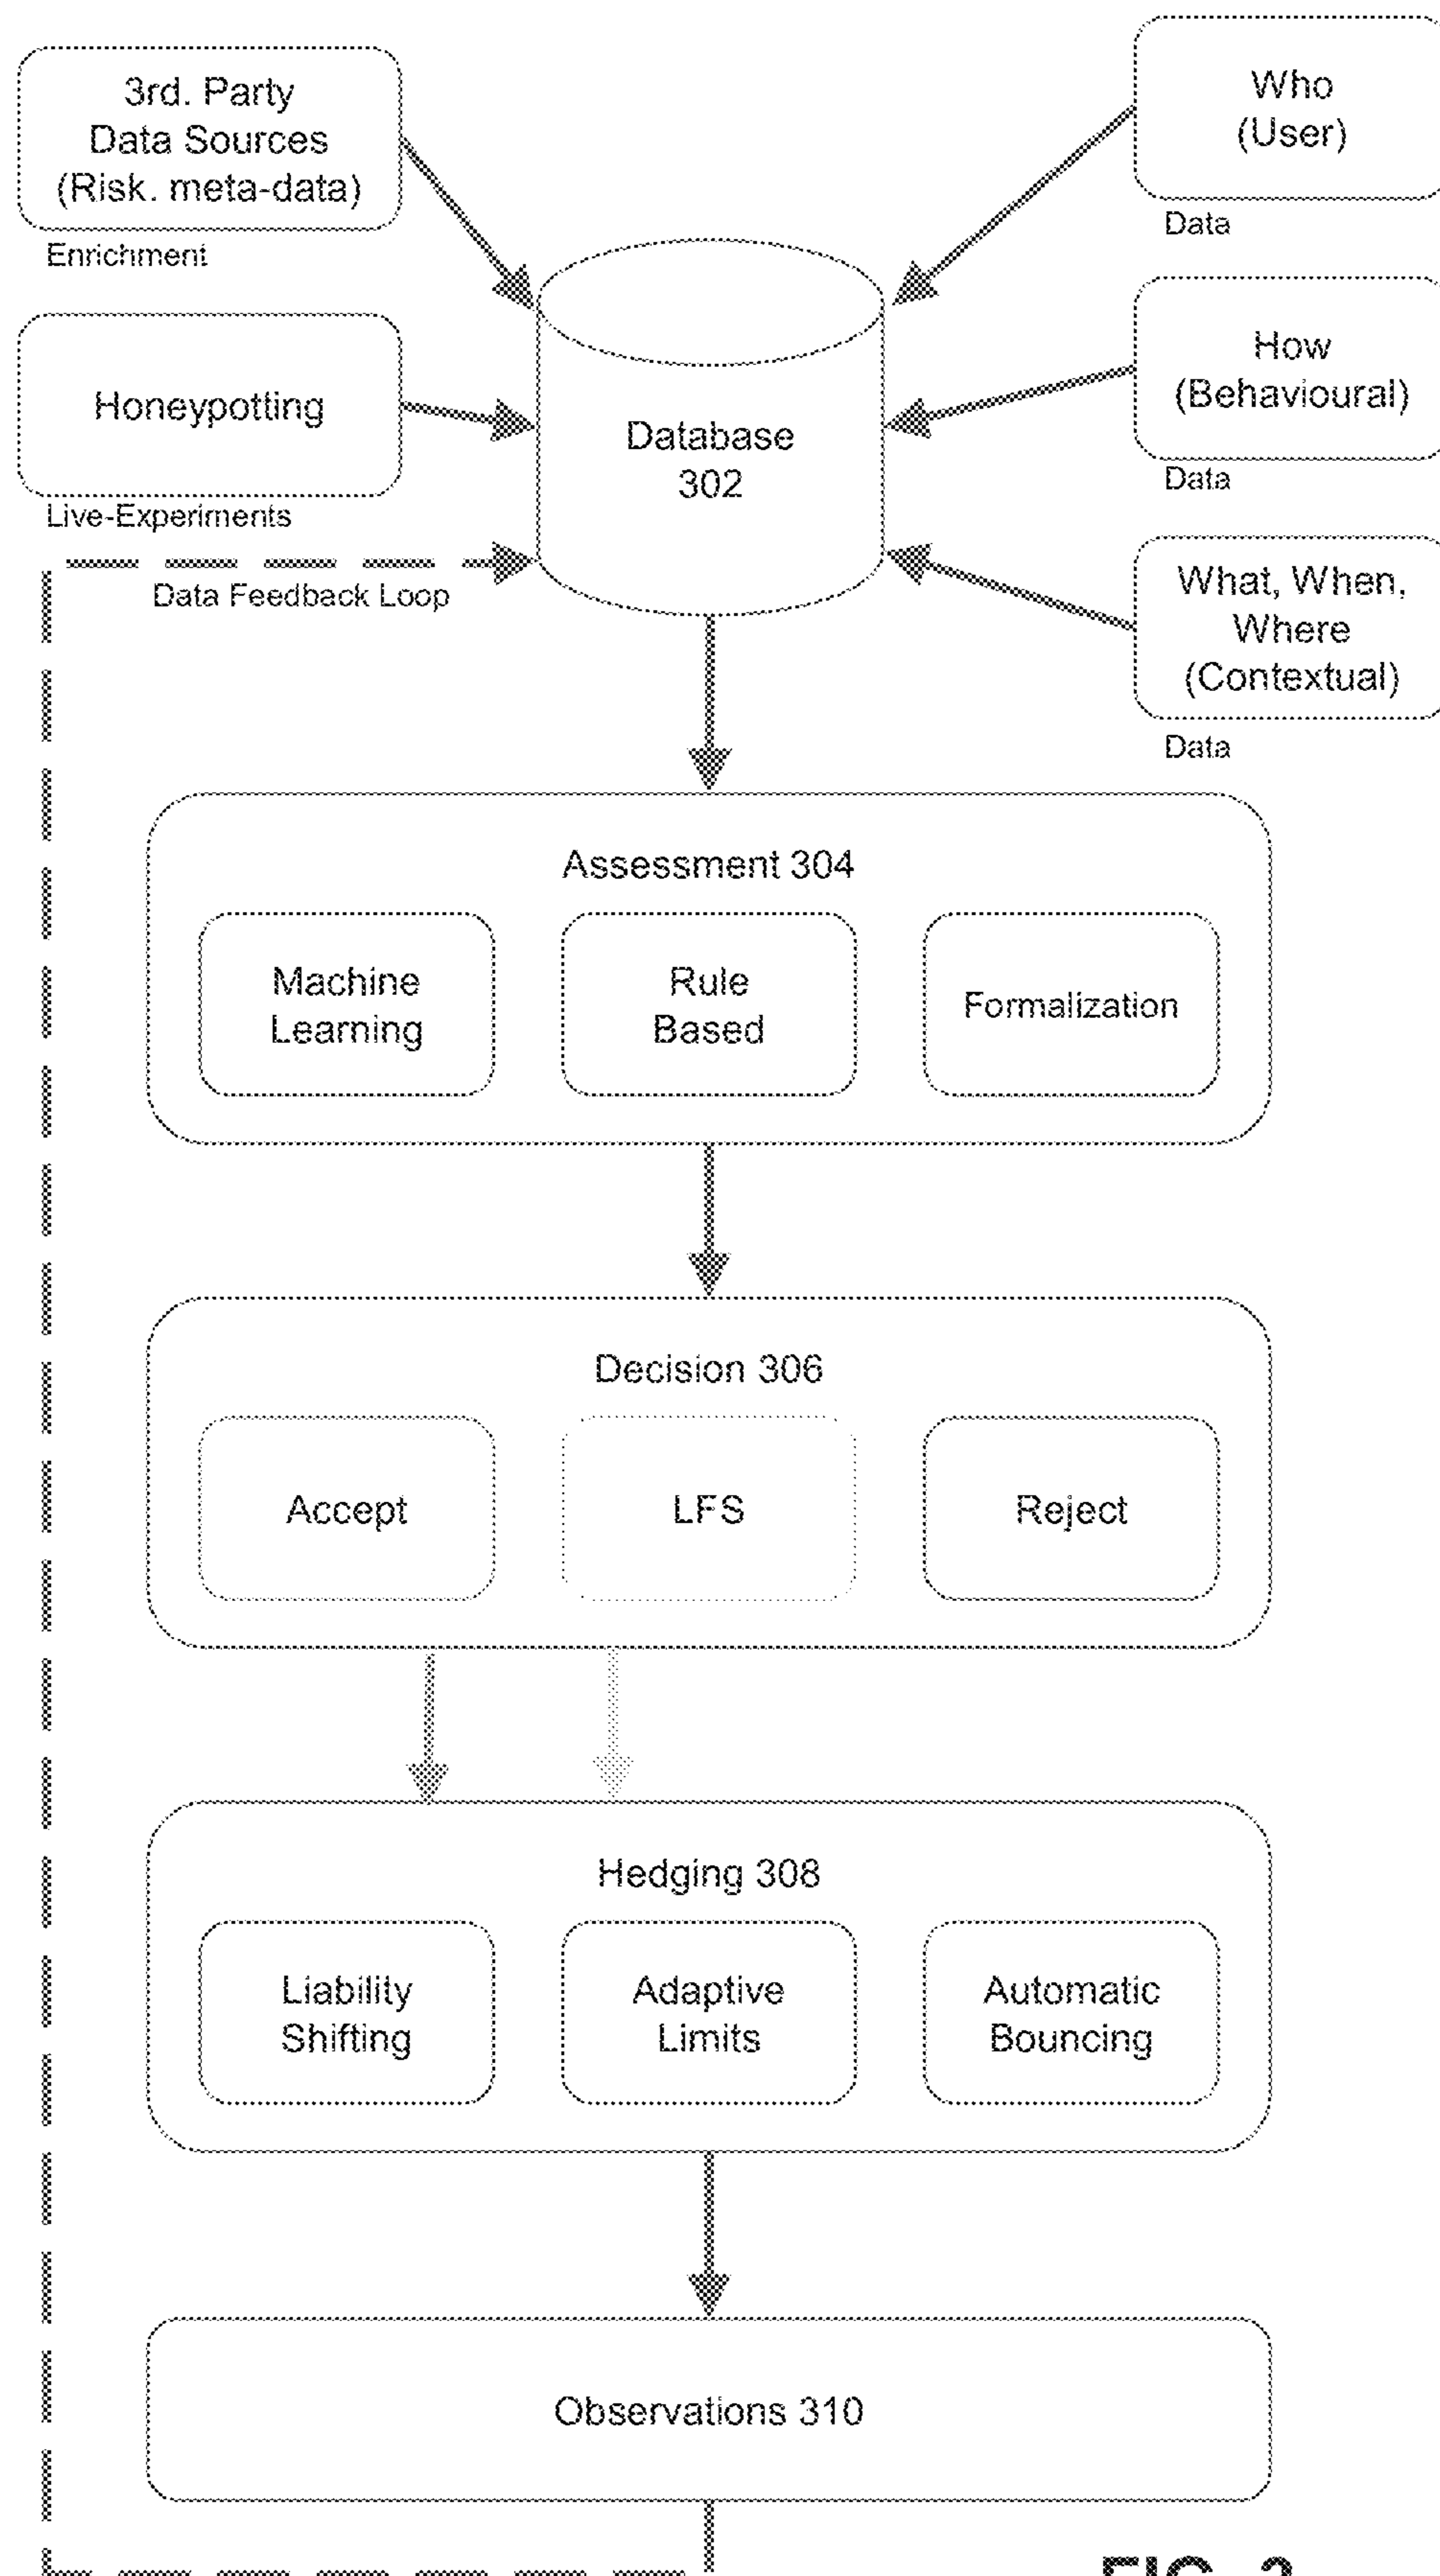 3rd. Party
Data Sources
(Risk. meta-data)
Enrichment
Honeypotting
Live-Experiments
Data Feedback Loop
Who
(User)
Data
How
(Behavioural)
Data
What, When,
Where
(Contextual)
Data
Database
302
Assessment 304
Machine
Learning
Rule
Based
Formalization
Decision 306
Accept
LFS
Reject
Hedging 308
Liability
Shifting
Adaptive
Limits
Automatic
Bouncing
Observations 310